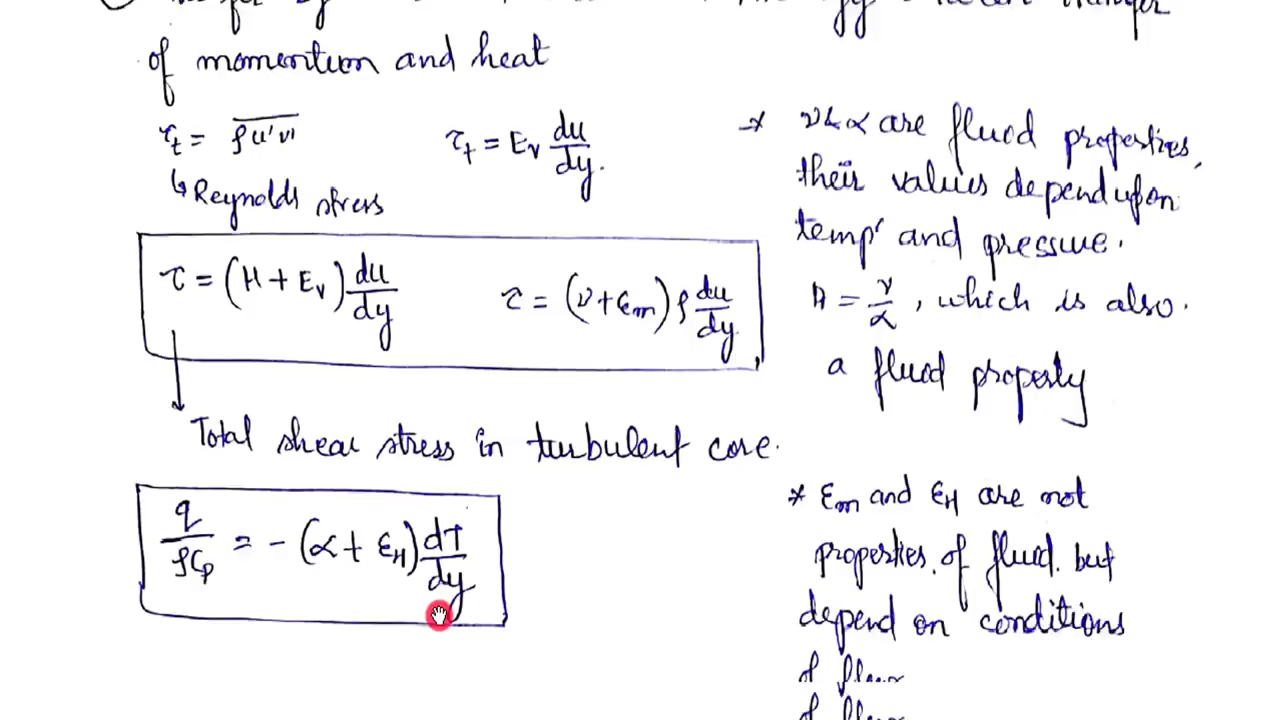 of momentum and heat
τt = ρu'v'
τt = Ev du/dy.
↳ Reynolds stress
τ = (μ + Ev) du/dy
τ = (ν + εm) ρ du/dy
Total shear stress in turbulent core.
q/ρCp = - (α + εH) dT/dy
* ν & α are fluid properties,
their values depend upon
temp and pressure.
= ν/α , which is also
a fluid property
* εm and εH are not
properties of fluid but
depend on conditions
of
of